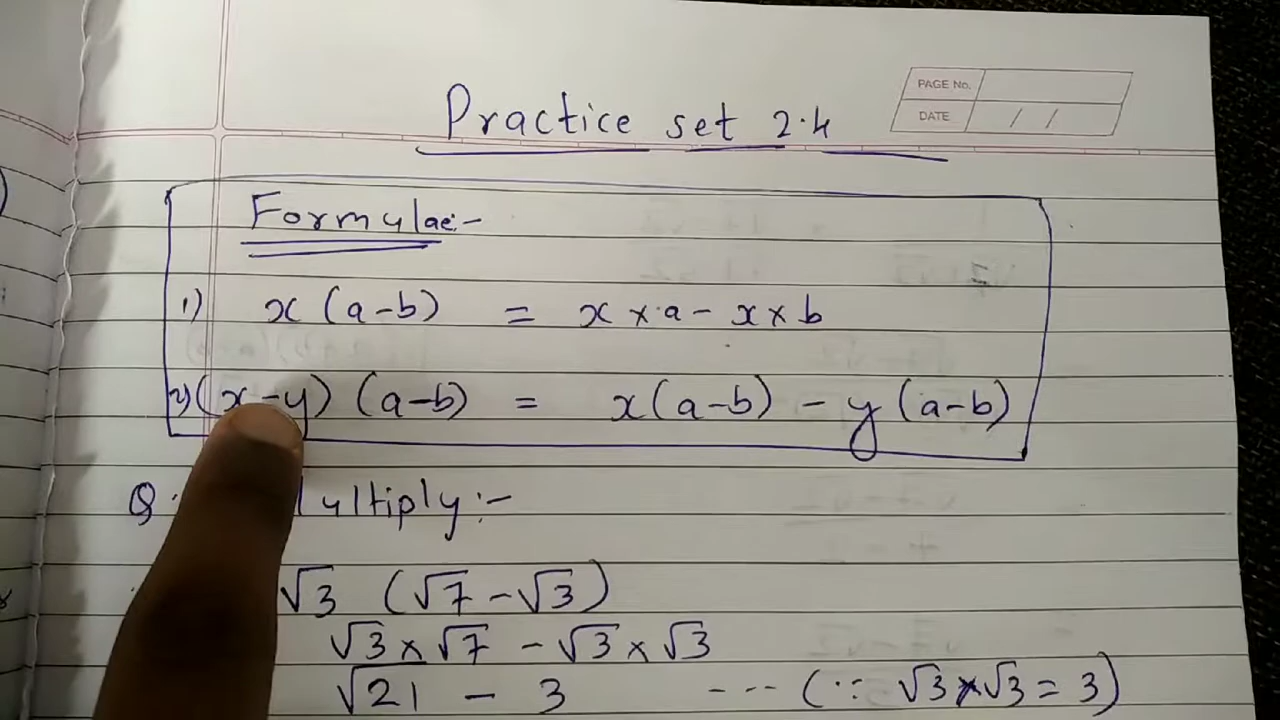 PAGE No.
DATE / /
Practice set 2.4
Formulae:-
1) x (a-b) = x × a - x × b
2) (x-y) (a-b) = x(a-b) - y(a-b)
Q. ultiply:-
√3 (√7 - √3)
√3 × √7 - √3 × √3
√21 - 3 --- (∵ √3 × √3 = 3)